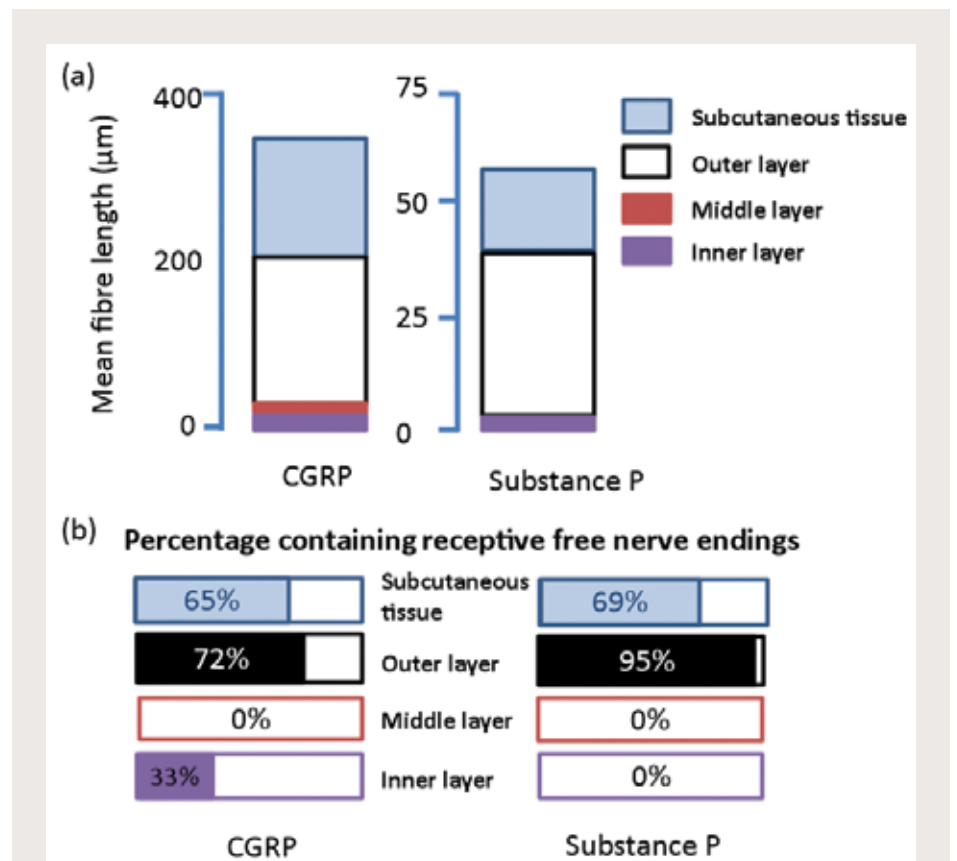 (a)
400
200
0
Mean fibre length (µm)
CGRP
75
50
25
0
Substance P
Subcutaneous tissue
Outer layer
Middle layer
Inner layer
(b)
Percentage containing receptive free nerve endings
65%
Subcutaneous
tissue
69%
72%
Outer layer
95%
0%
Middle layer
0%
33%
Inner layer
0%
CGRP
Substance P